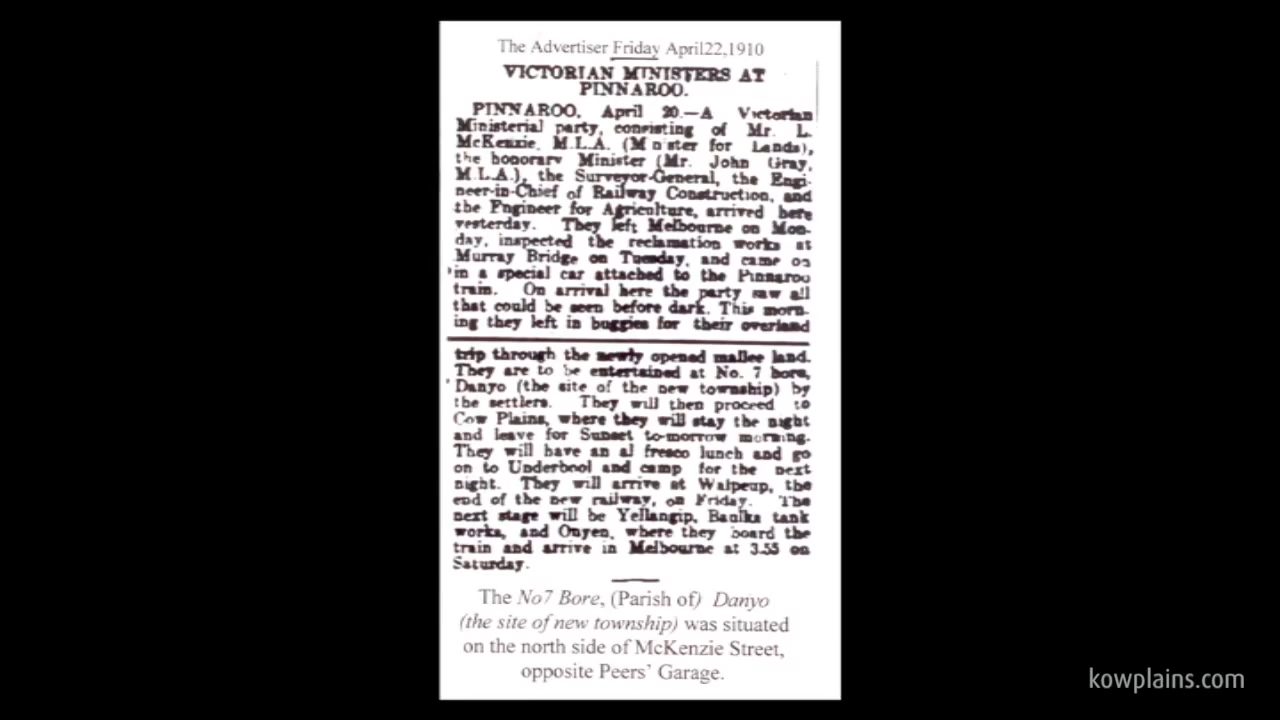 The Advertiser Friday April22,1910
VICTORIAN MINISTERS AT
PINNAROO.
PINNAROO, April 20.—A Victorian
Ministerial party, consisting of Mr. L.
McKenzie, M.L.A. (Minister for Lands),
the honorary Minister (Mr. John Gray,
M.L.A.), the Surveyor-General, the Engi-
neer-in-Chief of Railway Construction, and
the Engineer for Agriculture, arrived here
yesterday. They left Melbourne on Mon-
day, inspected the reclamation works at
Murray Bridge on Tuesday, and came on
in a special car attached to the Pinnaroo
train. On arrival here the party saw all
that could be seen before dark. This morn-
ing they left in buggies for their overland
trip through the newly opened mallee land.
They are to be entertained at No. 7 bore,
Danyo (the site of the new township) by
the settlers. They will then proceed to
Cow Plains, where they will stay the night
and leave for Sunset to-morrow morning.
They will have an al fresco lunch and go
on to Underbool and camp for the next
night. They will arrive at Walpeup, the
end of the new railway, on Friday. The
next stage will be Yellangip, Baulka tank
works, and Ouyen, where they board the
train and arrive in Melbourne at 3.55 on
Saturday.
The No7 Bore, (Parish of) Danyo
(the site of new township) was situated
on the north side of McKenzie Street,
opposite Peers' Garage.
kowplains.com